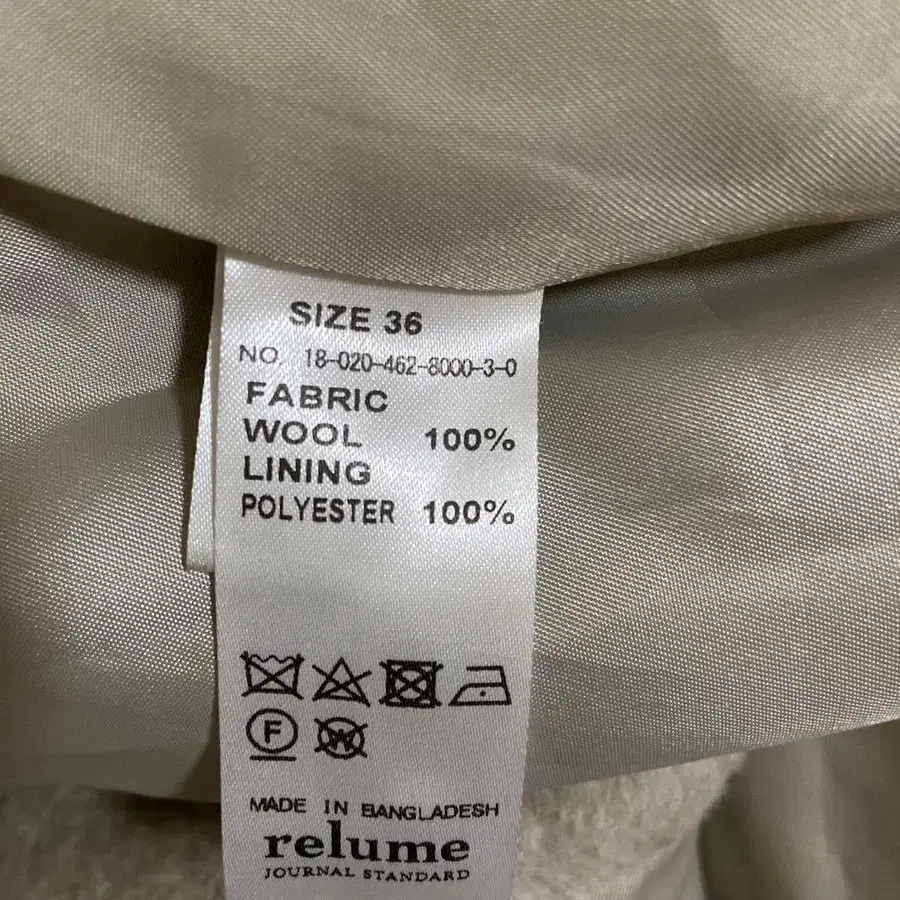 SIZE 36
NO. 18-020-462-8000-3-0
FABRIC
WOOL 100%
LINING
POLYESTER 100%
F W
MADE IN BANGLADESH
relume
JOURNAL STANDARD